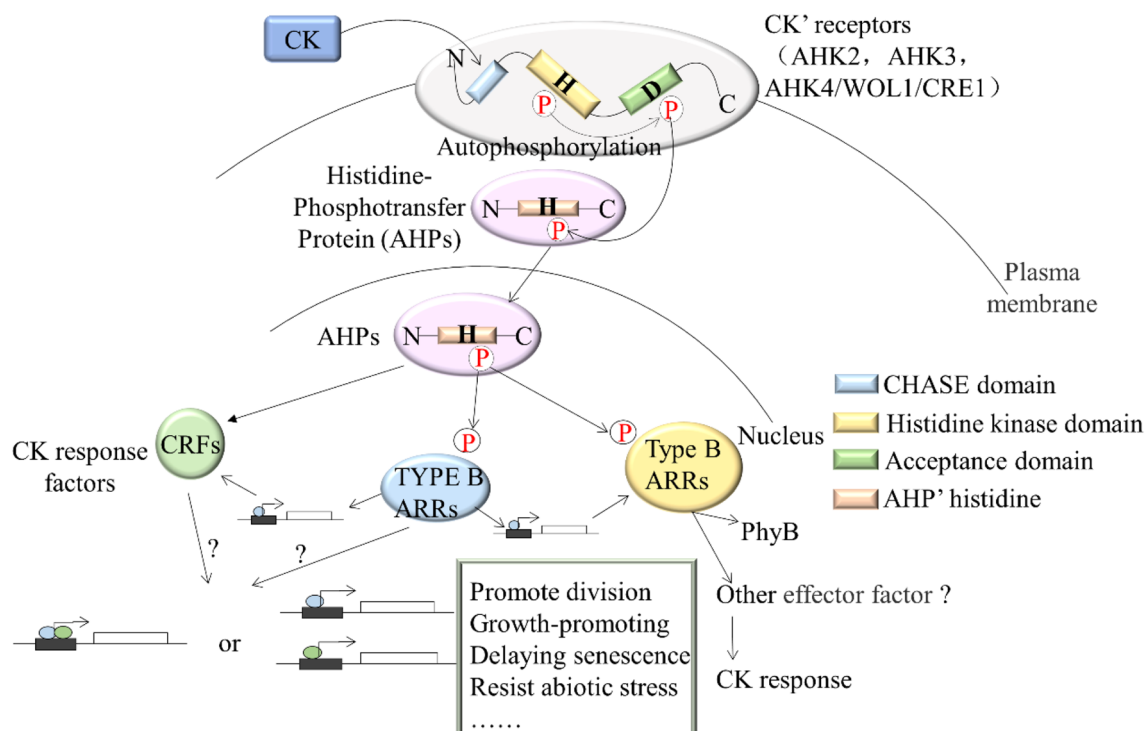 CK
CK' receptors
（AHK2，AHK3，
AHK4/WOL1/CRE1）
N
H
D
C
P
P
Autophosphorylation
Histidine-
Phosphotransfer
Protein (AHPs)
N
H
C
P
Plasma
membrane
AHPs
N
H
C
P
CHASE domain
Histidine kinase domain
Acceptance domain
AHP' histidine
CRFs
CK response
factors
P
TYPE B
ARRs
P
Type B
ARRs
Nucleus
PhyB
?
?
or
Promote division
Growth-promoting
Delaying senescence
Resist abiotic stress
……
Other effector factor ?
CK response